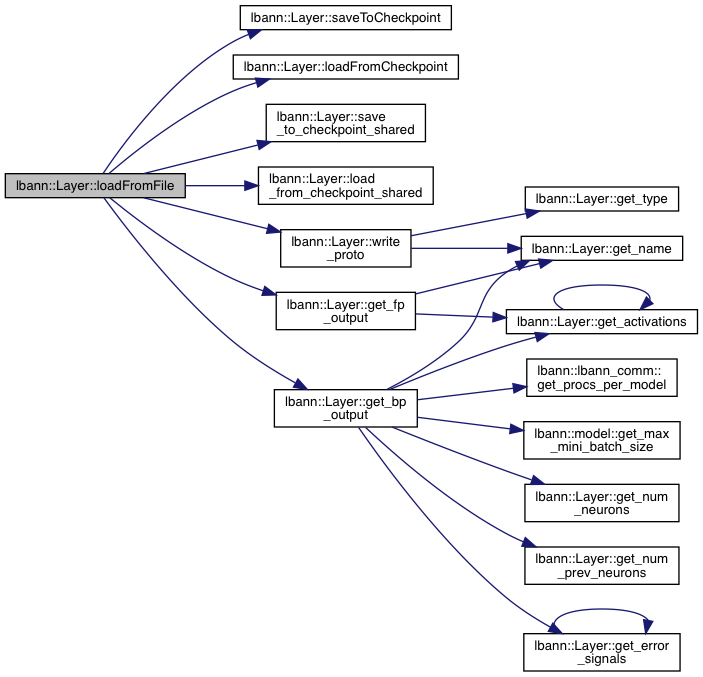 lbann::Layer::loadFromFile
lbann::Layer::saveToCheckpoint
lbann::Layer::loadFromCheckpoint
lbann::Layer::save
_to_checkpoint_shared
lbann::Layer::load
_from_checkpoint_shared
lbann::Layer::write
_proto
lbann::Layer::get_fp
_output
lbann::Layer::get_bp
_output
lbann::Layer::get_type
lbann::Layer::get_name
lbann::Layer::get_activations
lbann::lbann_comm::
get_procs_per_model
lbann::model::get_max
_mini_batch_size
lbann::Layer::get_num
_neurons
lbann::Layer::get_num
_prev_neurons
lbann::Layer::get_error
_signals